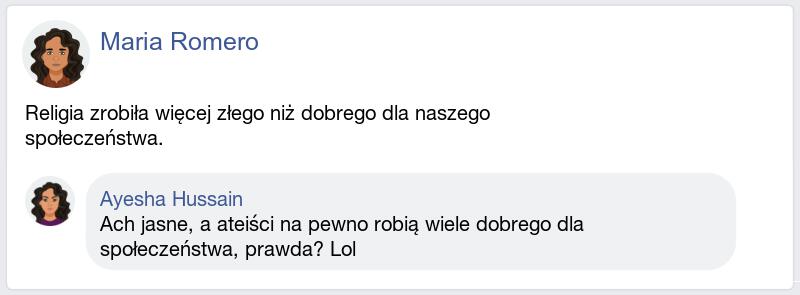 Maria Romero
Religia zrobiła więcej złego niż dobrego dla naszego
społeczeństwa.
Ayesha Hussain
Ach jasne, a ateiści na pewno robią wiele dobrego dla
społeczeństwa, prawda? Lol